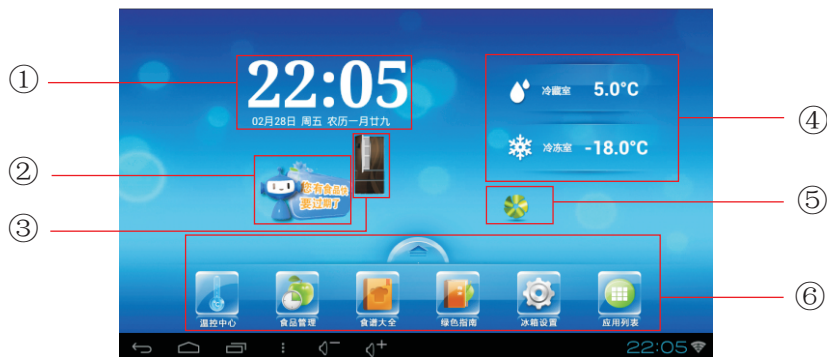 ①
22:05
02月28日 周五 农历一月廿九
冷藏室 5.0°C
④
冷冻室 -18.0°C
②
您有食品快
要过期了
⑤
③
⑥
温控中心 食品管理 食谱大全 绿色指南 冰箱设置 应用列表
22:05